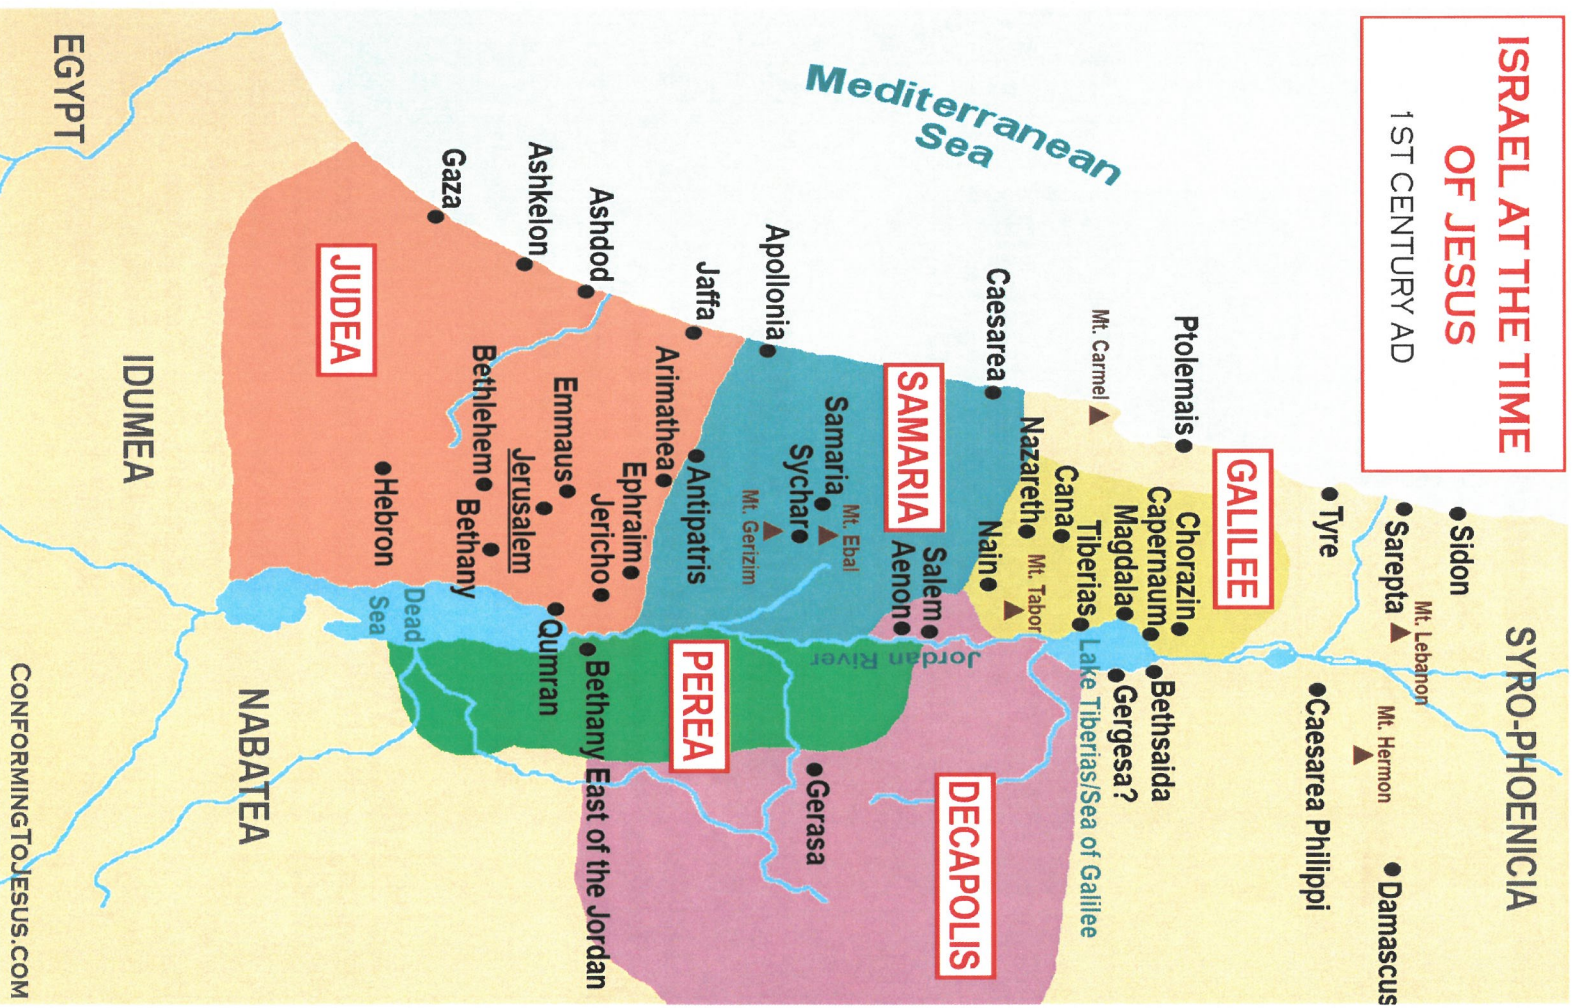 ISRAEL AT THE TIME
OF JESUS
1ST CENTURY AD
SYRO-PHOENICIA
Sidon
Sarepta
Mt. Lebanon
Tyre
Mt. Hermon
Damascus
Caesarea Philippi
Mediterranean
Sea
GALILEE
Ptolemais
Chorazin
Capernaum
Bethsaida
Magdala
Gergesa?
Tiberias
Lake Tiberias/Sea of Galilee
Mt. Carmel
Cana
Nazareth
Mt. Tabor
Nain
Caesarea
DECAPOLIS
SAMARIA
Salem
Aenon
Jordan River
Samaria
Mt. Ebal
Sychar
Mt. Gerizim
Gerasa
Apollonia
Jaffa
Antipatris
PEREA
Arimathea
Ephraim
Jericho
Bethany East of the Jordan
Ashdod
Emmaus
Qumran
Jerusalem
Ashkelon
Bethlehem
Bethany
Gaza
Dead
Sea
Hebron
JUDEA
NABATEA
IDUMEA
EGYPT
CONFORMINGTOJESUS.COM